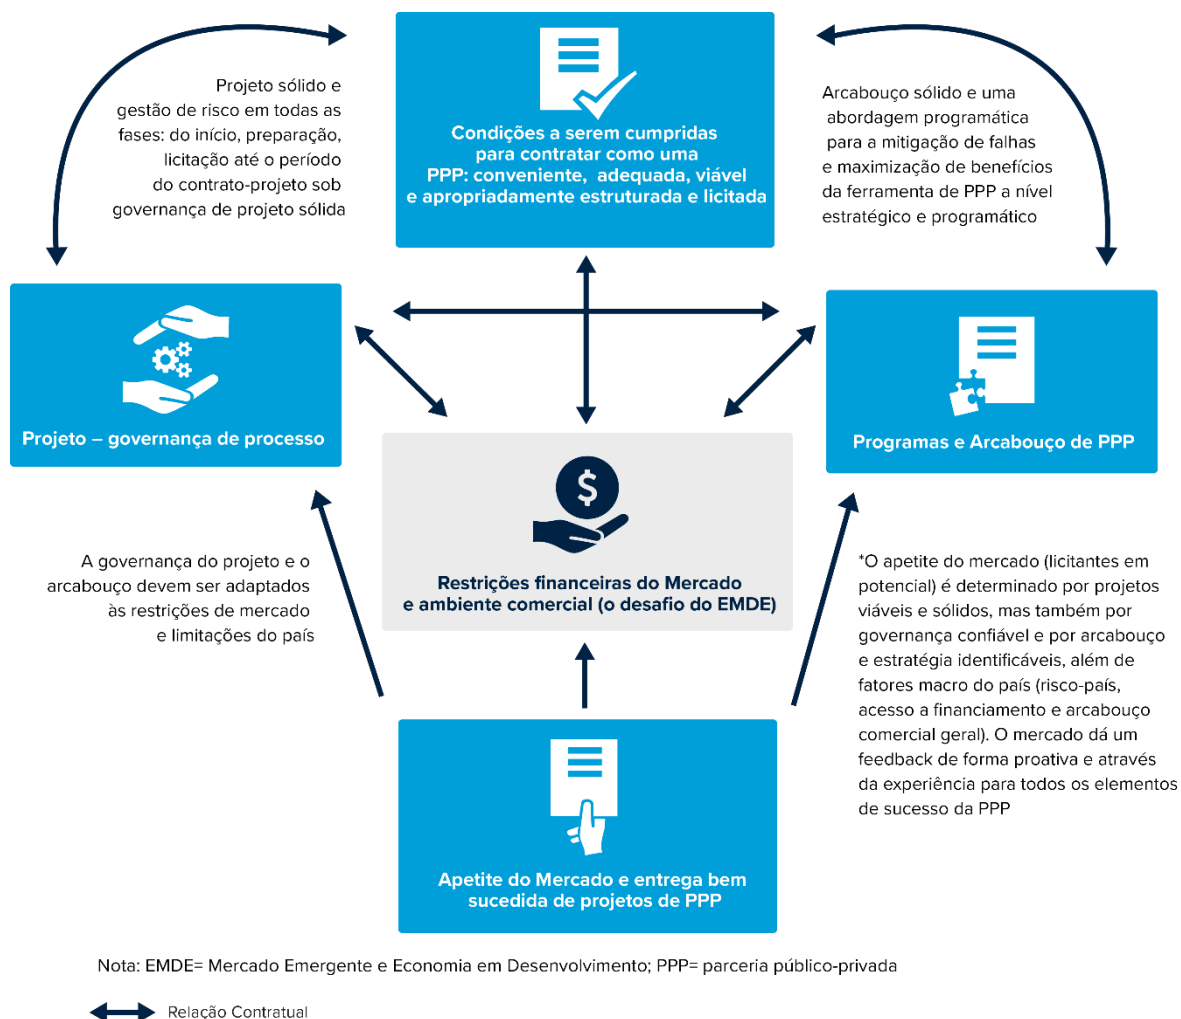 Projeto sólido e
gestão de risco em todas as
fases: do início, preparação,
licitação até o período
do contrato-projeto sob
governança de projeto sólida
Condições a serem cumpridas
para contratar como uma
PPP: conveniente, adequada, viável
e apropriadamente estruturada e licitada
Arcabouço sólido e uma
abordagem programática
para a mitigação de falhas
e maximização de benefícios
da ferramenta de PPP a nível
estratégico e programático
Projeto – governança de processo
Programas e Arcabouço de PPP
$
Restrições financeiras do Mercado
e ambiente comercial (o desafio do EMDE)
A governança do projeto e o
arcabouço devem ser adaptados
às restrições de mercado
e limitações do país
*O apetite do mercado (licitantes em
potencial) é determinado por projetos
viáveis e sólidos, mas também por
governança confiável e por arcabouço
e estratégia identificáveis, além de
fatores macro do país (risco-país,
acesso a financiamento e arcabouço
comercial geral). O mercado dá um
feedback de forma proativa e através
da experiência para todos os elementos
de sucesso da PPP
Apetite do Mercado e entrega bem
sucedida de projetos de PPP
Nota: EMDE= Mercado Emergente e Economia em Desenvolvimento; PPP= parceria público-privada
Relação Contratual